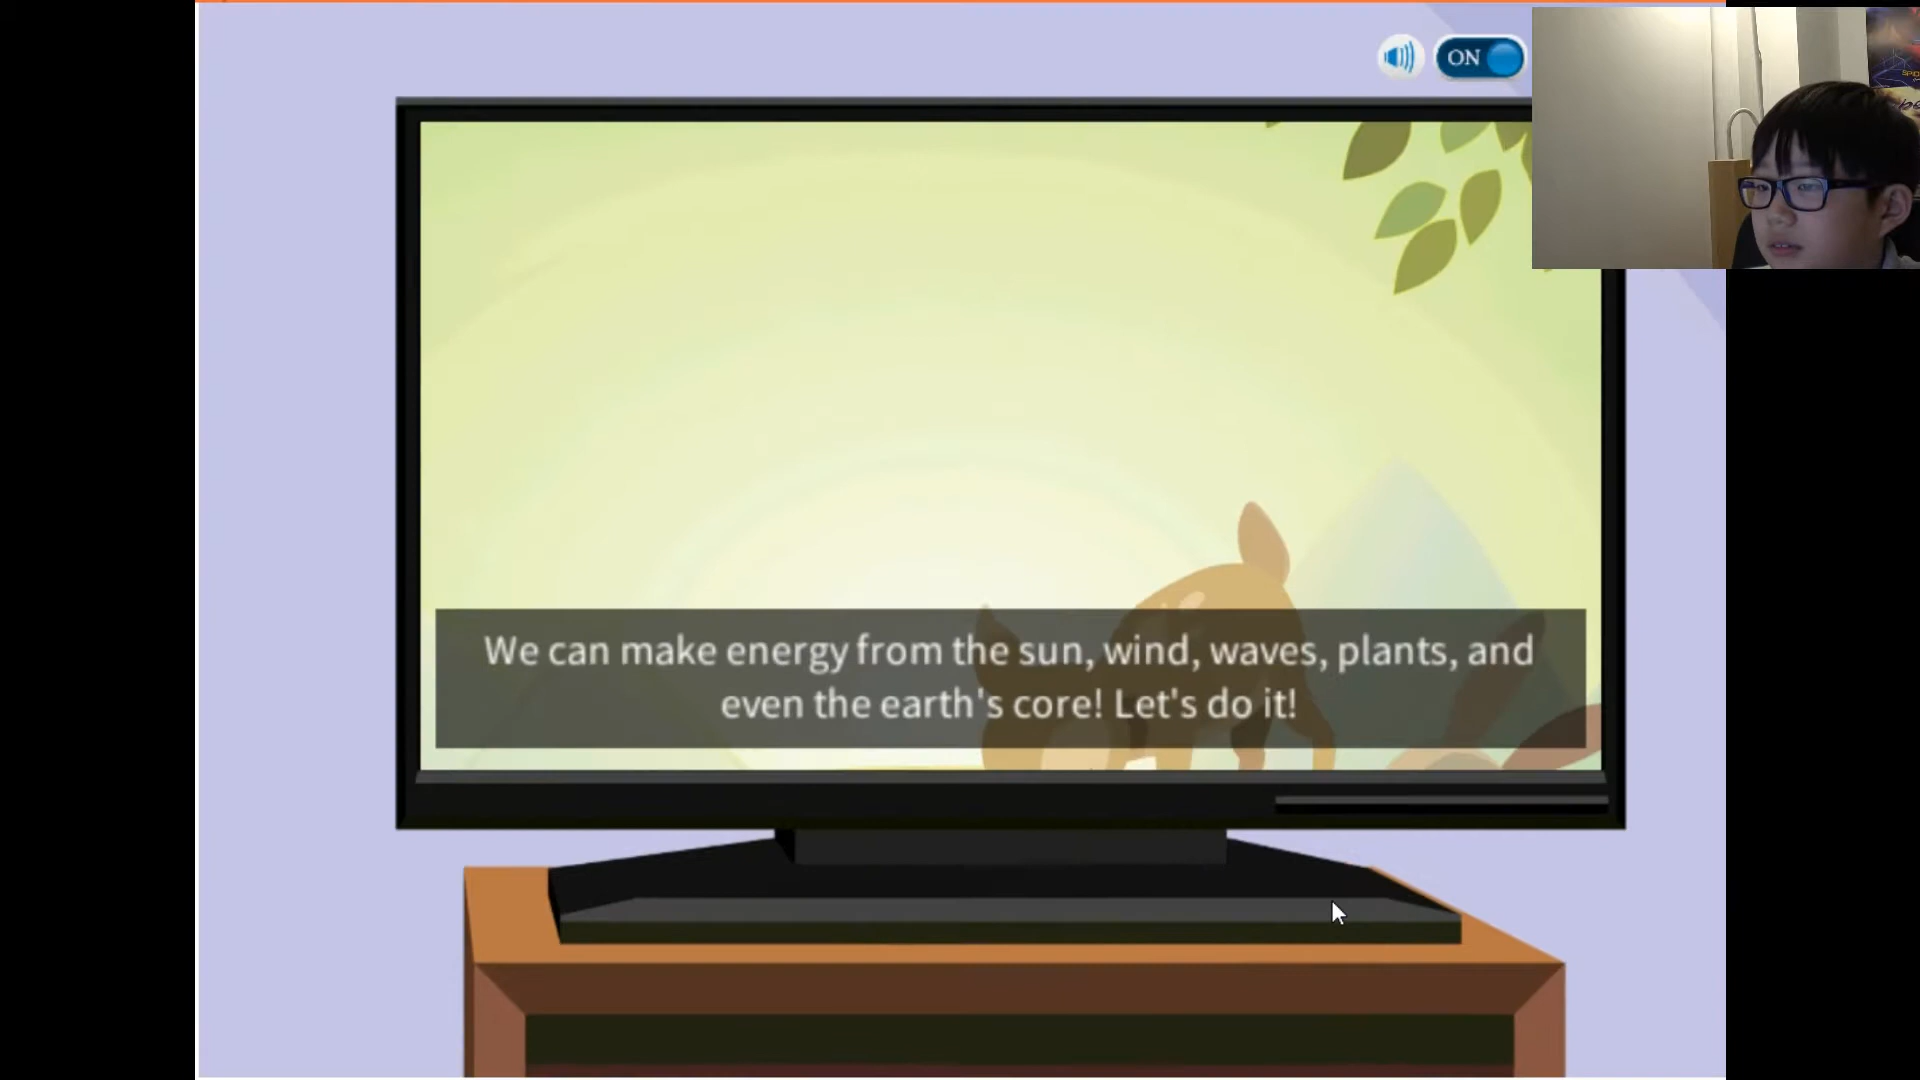 ON
We can make energy from the sun, wind, waves, plants, and
even the earth's core! Let's do it!